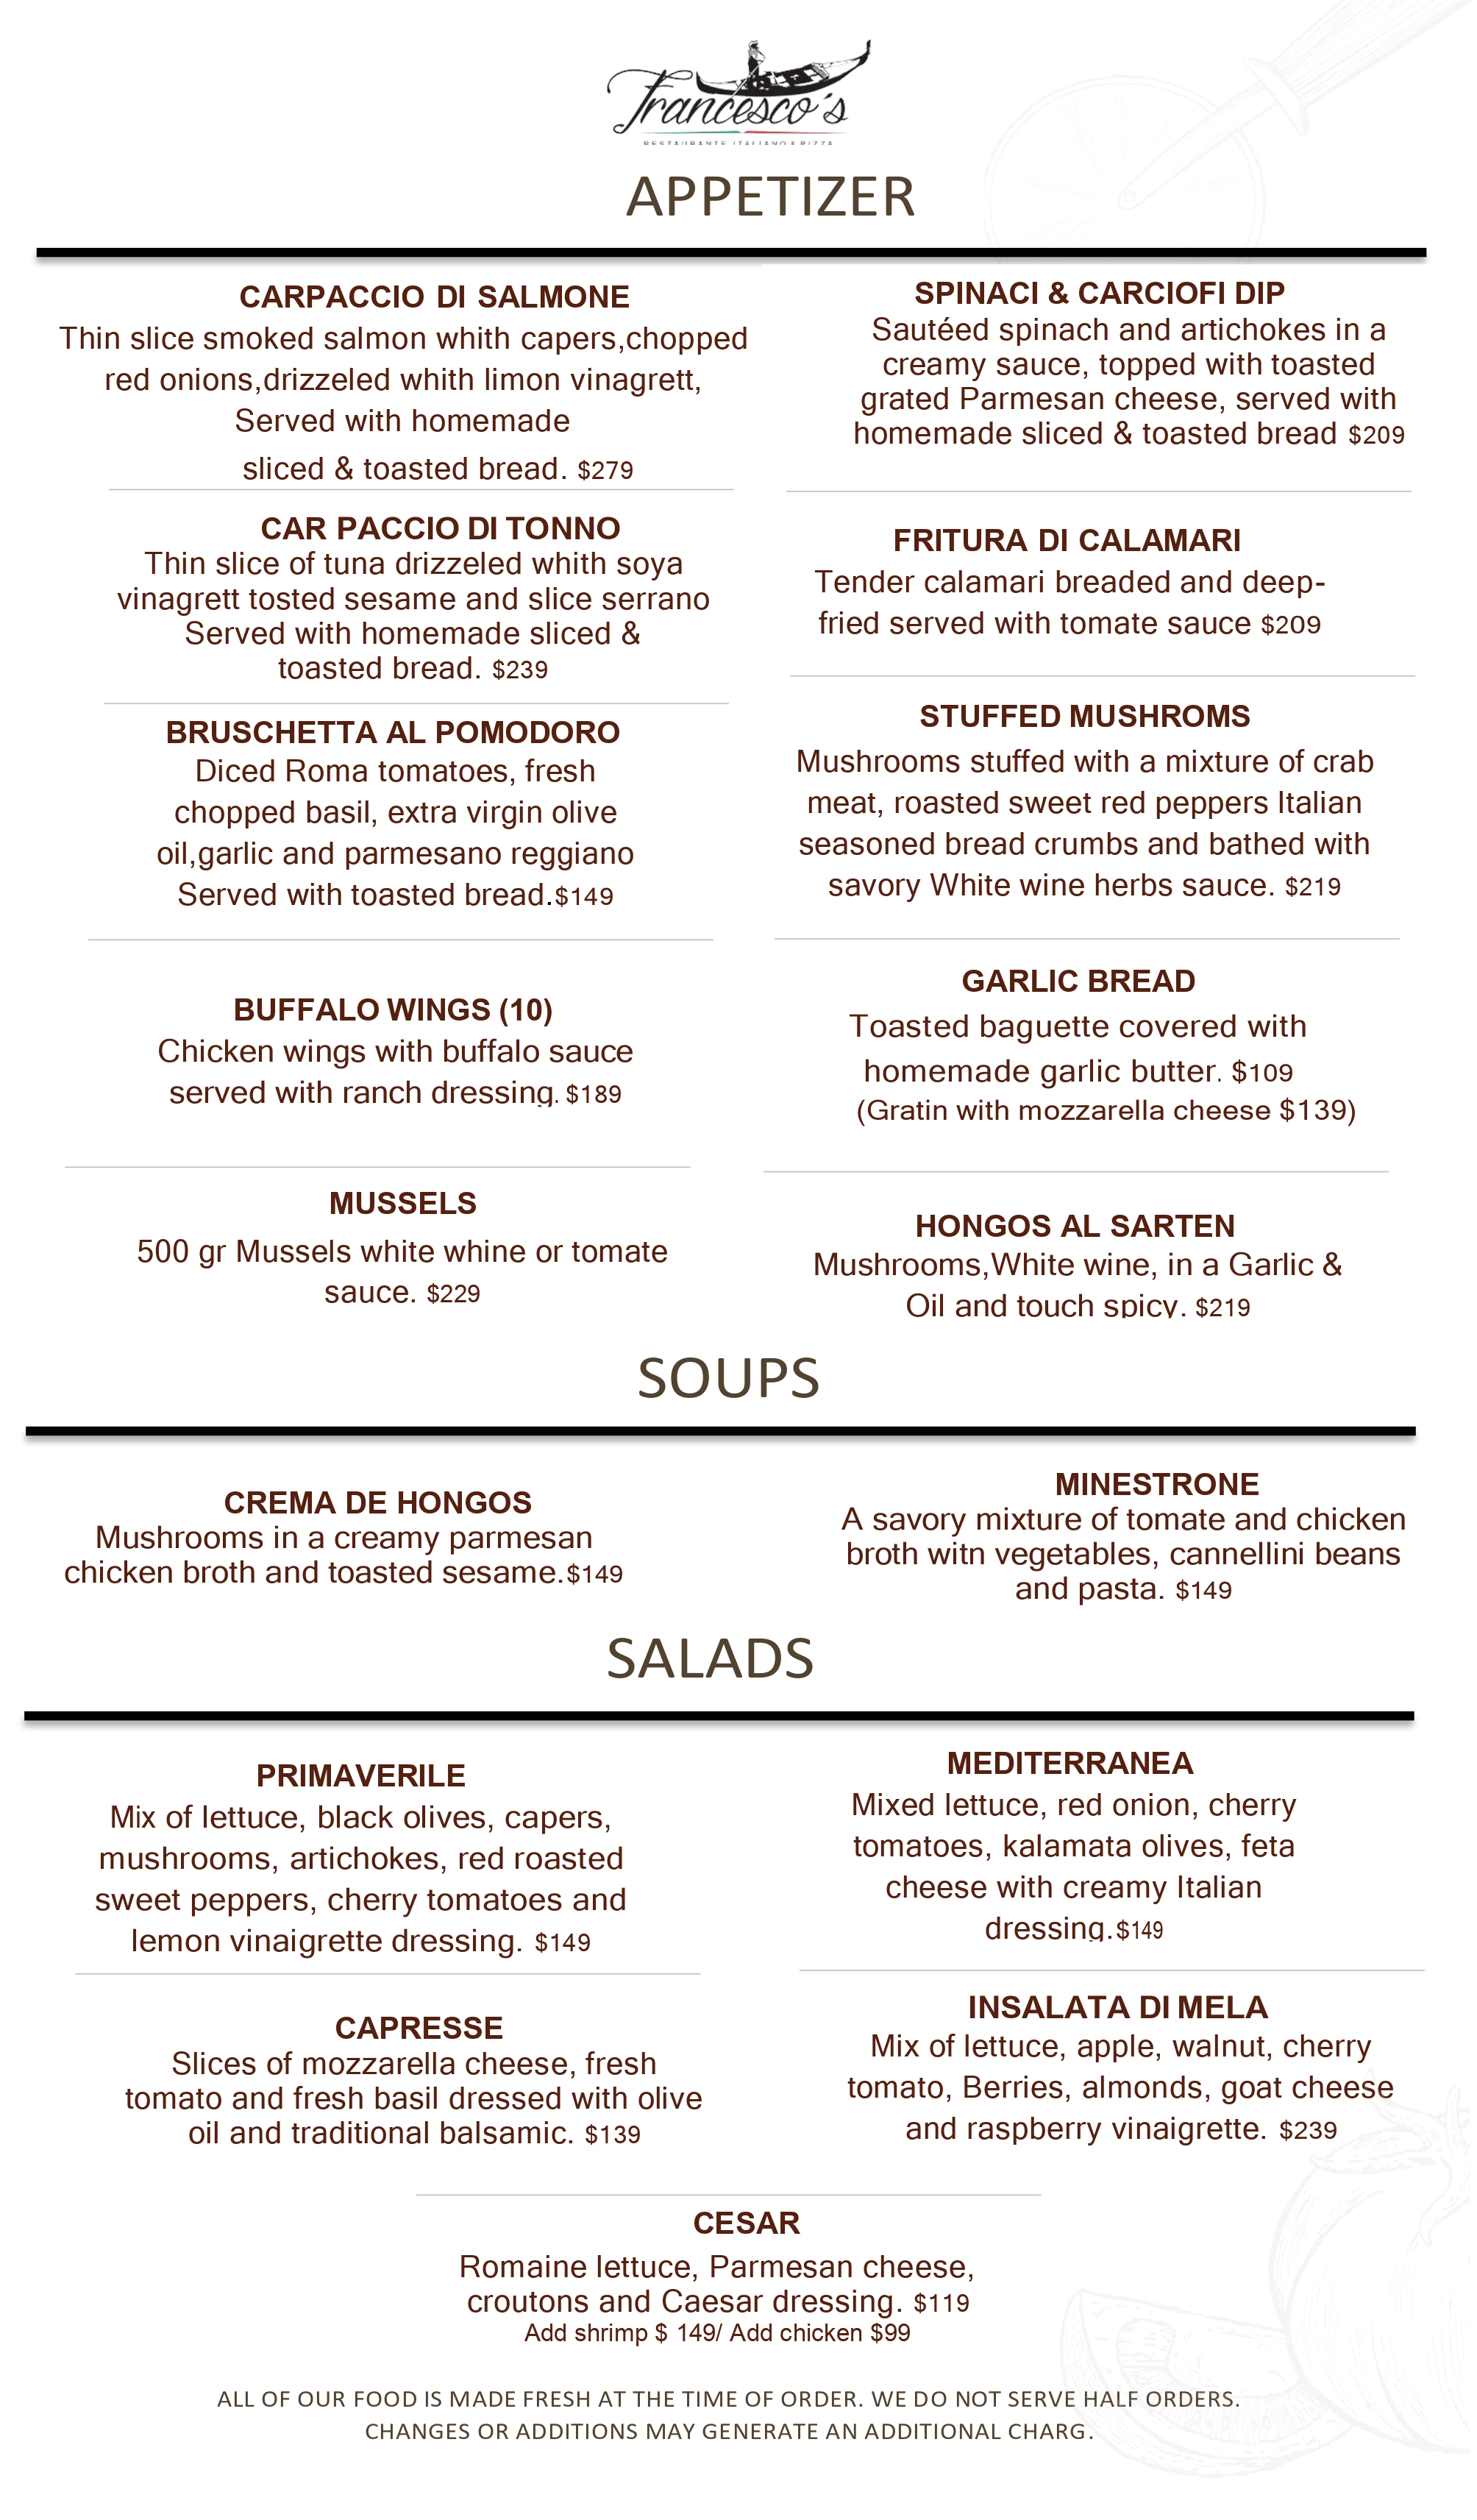 Francesco's
RESTAURANTE ITALIANO & PIZZA
APPETIZER
CARPACCIO DI SALMONE
Thin slice smoked salmon whith capers,chopped
red onions,drizzeled whith limon vinagrett,
Served with homemade
sliced & toasted bread. $279
CAR PACCIO DI TONNO
Thin slice of tuna drizzeled whith soya
vinagrett tosted sesame and slice serrano
Served with homemade sliced &
toasted bread. $239
BRUSCHETTA AL POMODORO
Diced Roma tomatoes, fresh
chopped basil, extra virgin olive
oil,garlic and parmesano reggiano
Served with toasted bread.$149
BUFFALO WINGS (10)
Chicken wings with buffalo sauce
served with ranch dressing. $189
MUSSELS
500 gr Mussels white whine or tomate
sauce. $229
SPINACI & CARCIOFI DIP
Sautéed spinach and artichokes in a
creamy sauce, topped with toasted
grated Parmesan cheese, served with
homemade sliced & toasted bread $209
FRITURA DI CALAMARI
Tender calamari breaded and deep-
fried served with tomate sauce $209
STUFFED MUSHROMS
Mushrooms stuffed with a mixture of crab
meat, roasted sweet red peppers Italian
seasoned bread crumbs and bathed with
savory White wine herbs sauce. $219
GARLIC BREAD
Toasted baguette covered with
homemade garlic butter. $109
(Gratin with mozzarella cheese $139)
HONGOS AL SARTEN
Mushrooms,White wine, in a Garlic &
Oil and touch spicy. $219
SOUPS
CREMA DE HONGOS
Mushrooms in a creamy parmesan
chicken broth and toasted sesame.$149
MINESTRONE
A savory mixture of tomate and chicken
broth witn vegetables, cannellini beans
and pasta. $149
SALADS
PRIMAVERILE
Mix of lettuce, black olives, capers,
mushrooms, artichokes, red roasted
sweet peppers, cherry tomatoes and
lemon vinaigrette dressing. $149
CAPRESSE
Slices of mozzarella cheese, fresh
tomato and fresh basil dressed with olive
oil and traditional balsamic. $139
MEDITERRANEA
Mixed lettuce, red onion, cherry
tomatoes, kalamata olives, feta
cheese with creamy Italian
dressing.$149
INSALATA DI MELA
Mix of lettuce, apple, walnut, cherry
tomato, Berries, almonds, goat cheese
and raspberry vinaigrette. $239
CESAR
Romaine lettuce, Parmesan cheese,
croutons and Caesar dressing. $119
Add shrimp $ 149/ Add chicken $99
ALL OF OUR FOOD IS MADE FRESH AT THE TIME OF ORDER. WE DO NOT SERVE HALF ORDERS.
CHANGES OR ADDITIONS MAY GENERATE AN ADDITIONAL CHARG.